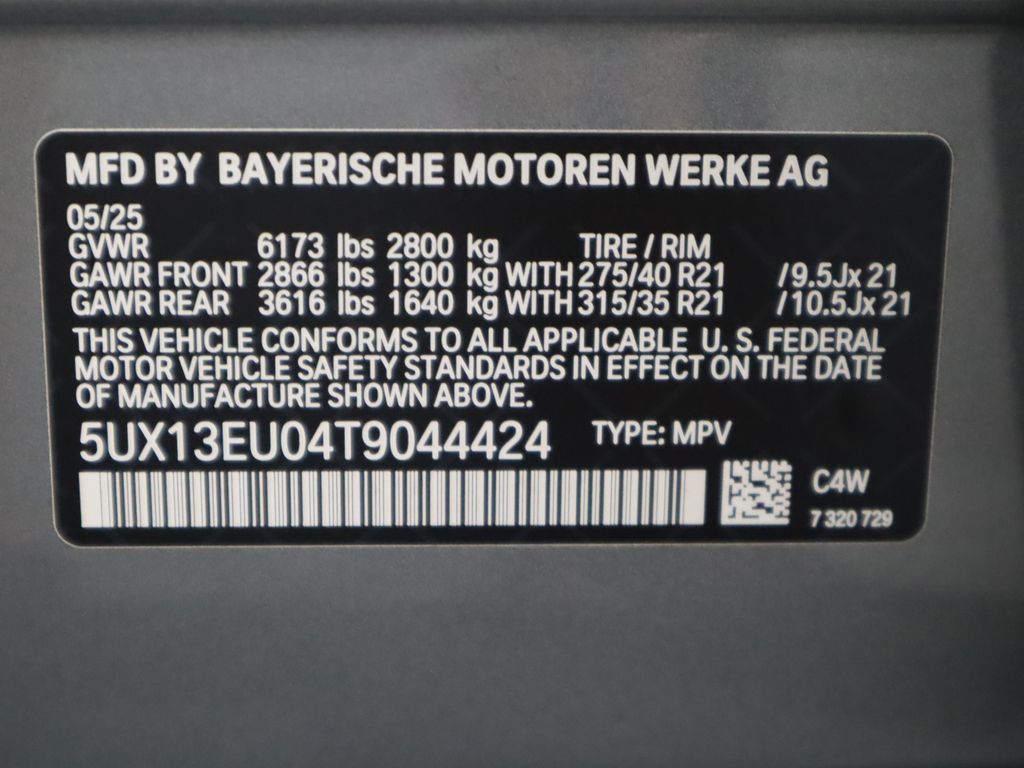 MFD BY BAYERISCHE MOTOREN WERKE AG
05/25
GVWR 6173 lbs 2800 kg TIRE / RIM
GAWR FRONT 2866 lbs 1300 kg WITH 275/40 R21 /9.5Jx 21
GAWR REAR 3616 lbs 1640 kg WITH 315/35 R21 /10.5Jx 21
THIS VEHICLE CONFORMS TO ALL APPLICABLE U. S. FEDERAL
MOTOR VEHICLE SAFETY STANDARDS IN EFFECT ON THE DATE
OF MANUFACTURE SHOWN ABOVE.
5UX13EU04T9044424 TYPE: MPV
C4W
7 320 729